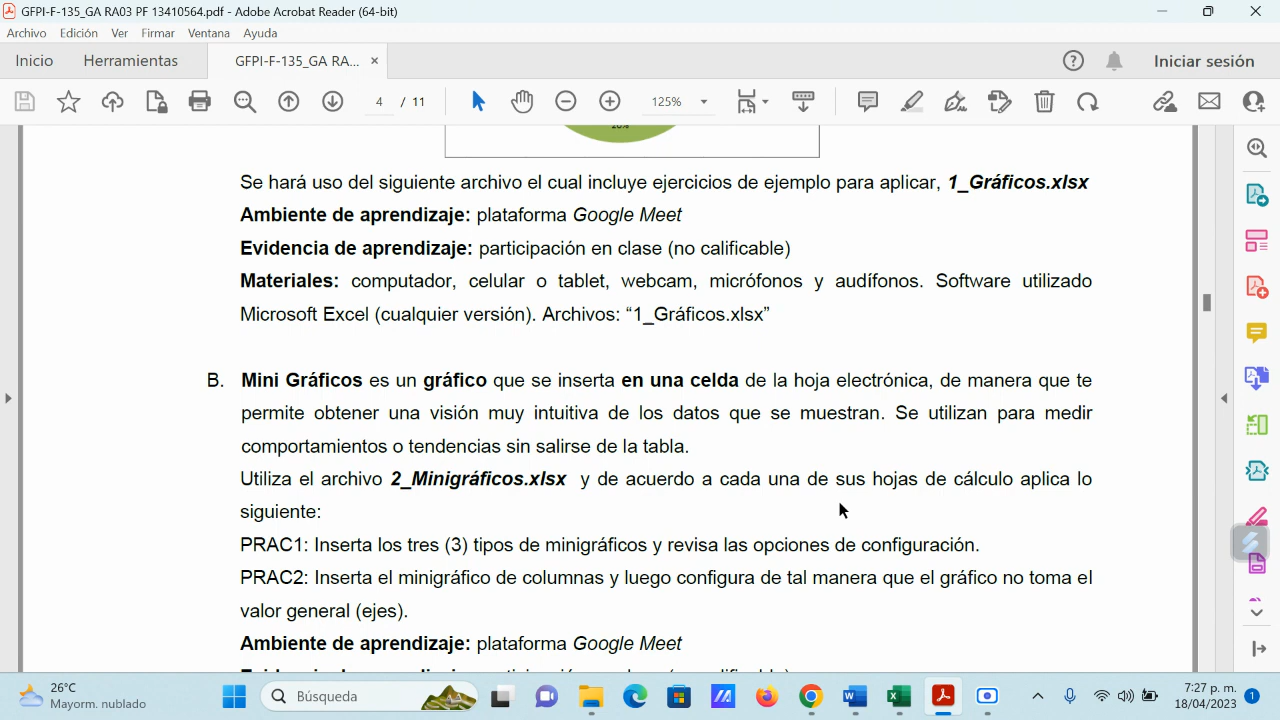 GFPI-F-135_GA RA03 PF 13410564.pdf - Adobe Acrobat Reader (64-bit)
Archivo Edición Ver Firmar Ventana Ayuda
Inicio Herramientas GFPI-F-135_GA RA... × Iniciar sesión
4 / 11 125%
Se hará uso del siguiente archivo el cual incluye ejercicios de ejemplo para aplicar, 1_Gráficos.xlsx
Ambiente de aprendizaje: plataforma Google Meet
Evidencia de aprendizaje: participación en clase (no calificable)
Materiales: computador, celular o tablet, webcam, micrófonos y audífonos. Software utilizado
Microsoft Excel (cualquier versión). Archivos: “1_Gráficos.xlsx”
B. Mini Gráficos es un gráfico que se inserta en una celda de la hoja electrónica, de manera que te
permite obtener una visión muy intuitiva de los datos que se muestran. Se utilizan para medir
comportamientos o tendencias sin salirse de la tabla.
Utiliza el archivo 2_Minigráficos.xlsx y de acuerdo a cada una de sus hojas de cálculo aplica lo
siguiente:
PRAC1: Inserta los tres (3) tipos de minigráficos y revisa las opciones de configuración.
PRAC2: Inserta el minigráfico de columnas y luego configura de tal manera que el gráfico no toma el
valor general (ejes).
Ambiente de aprendizaje: plataforma Google Meet
26°C
Mayorm. nublado
Búsqueda
7:27 p. m.
18/04/2023
1